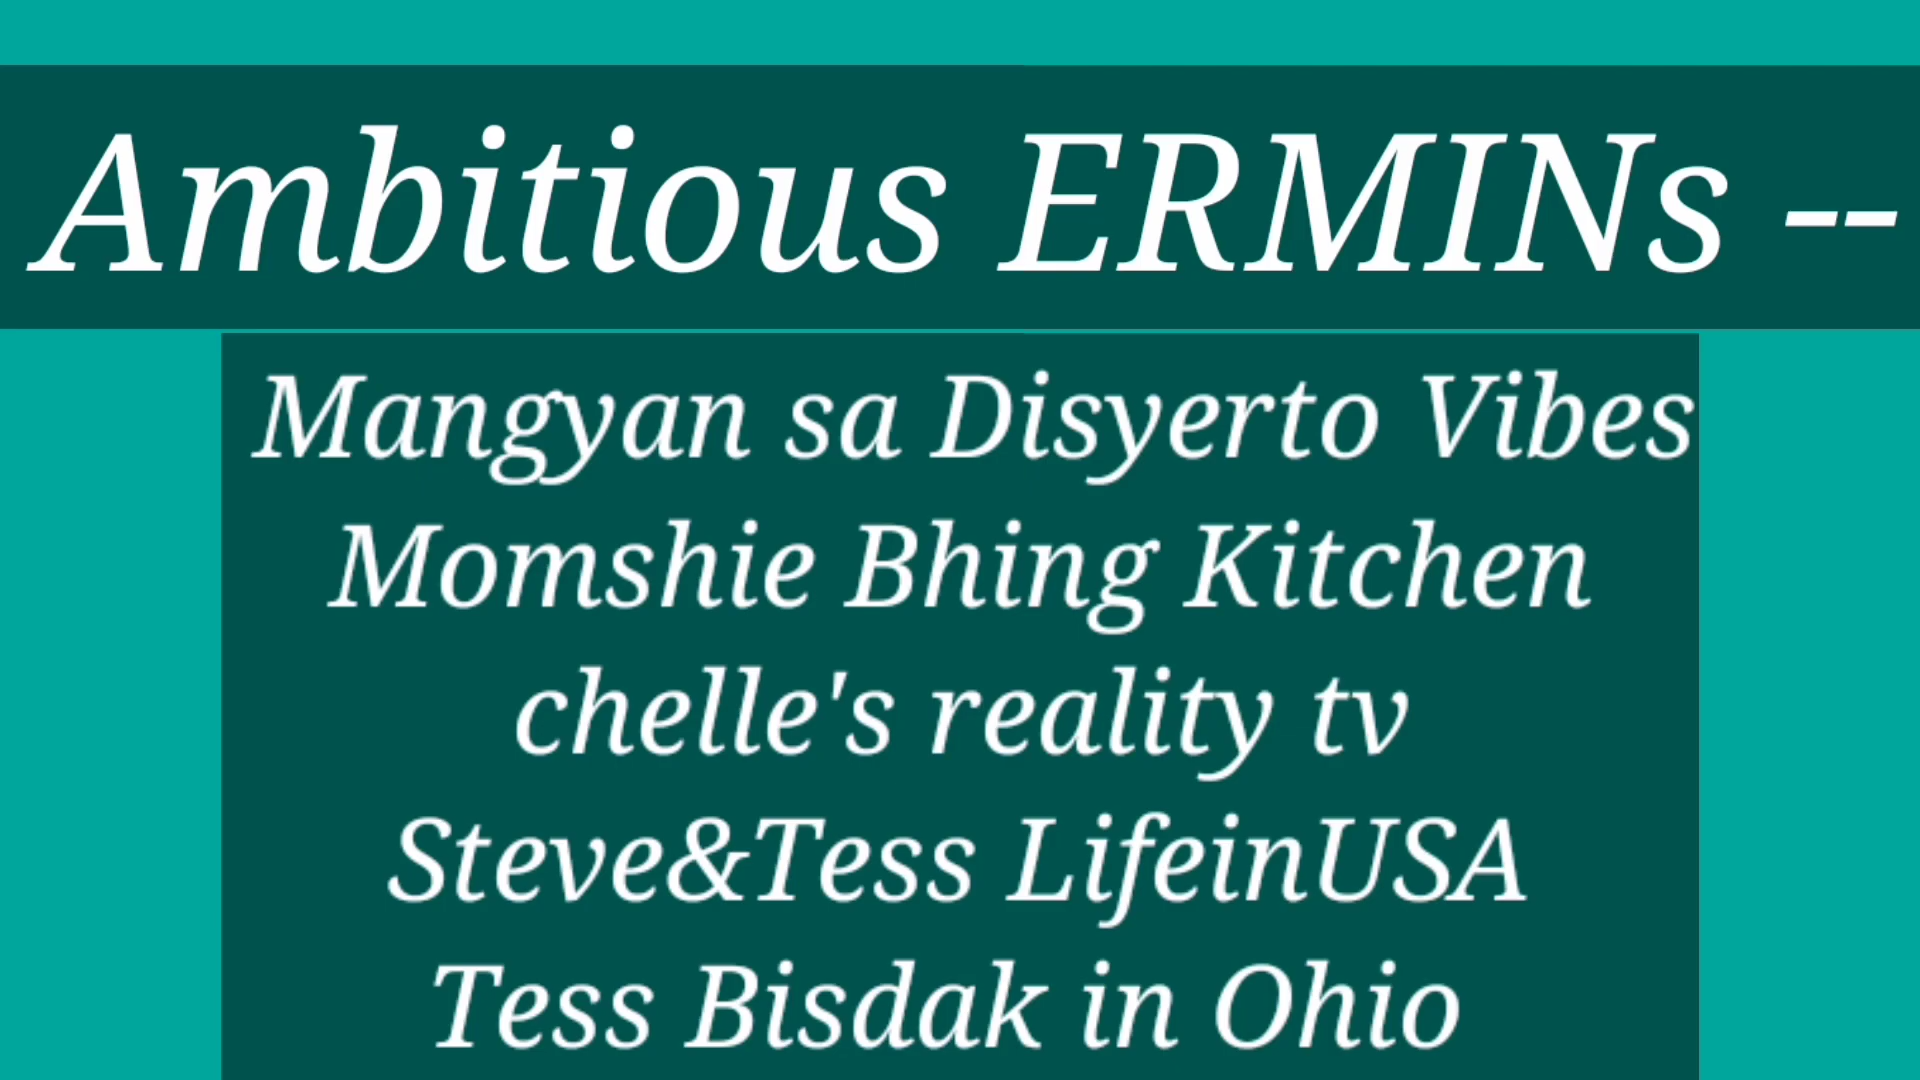 Ambitious ERMINs --
Mangyan sa Disyerto Vibes
Momshie Bhing Kitchen
chelle's reality tv
Steve&Tess LifeinUSA
Tess Bisdak in Ohio